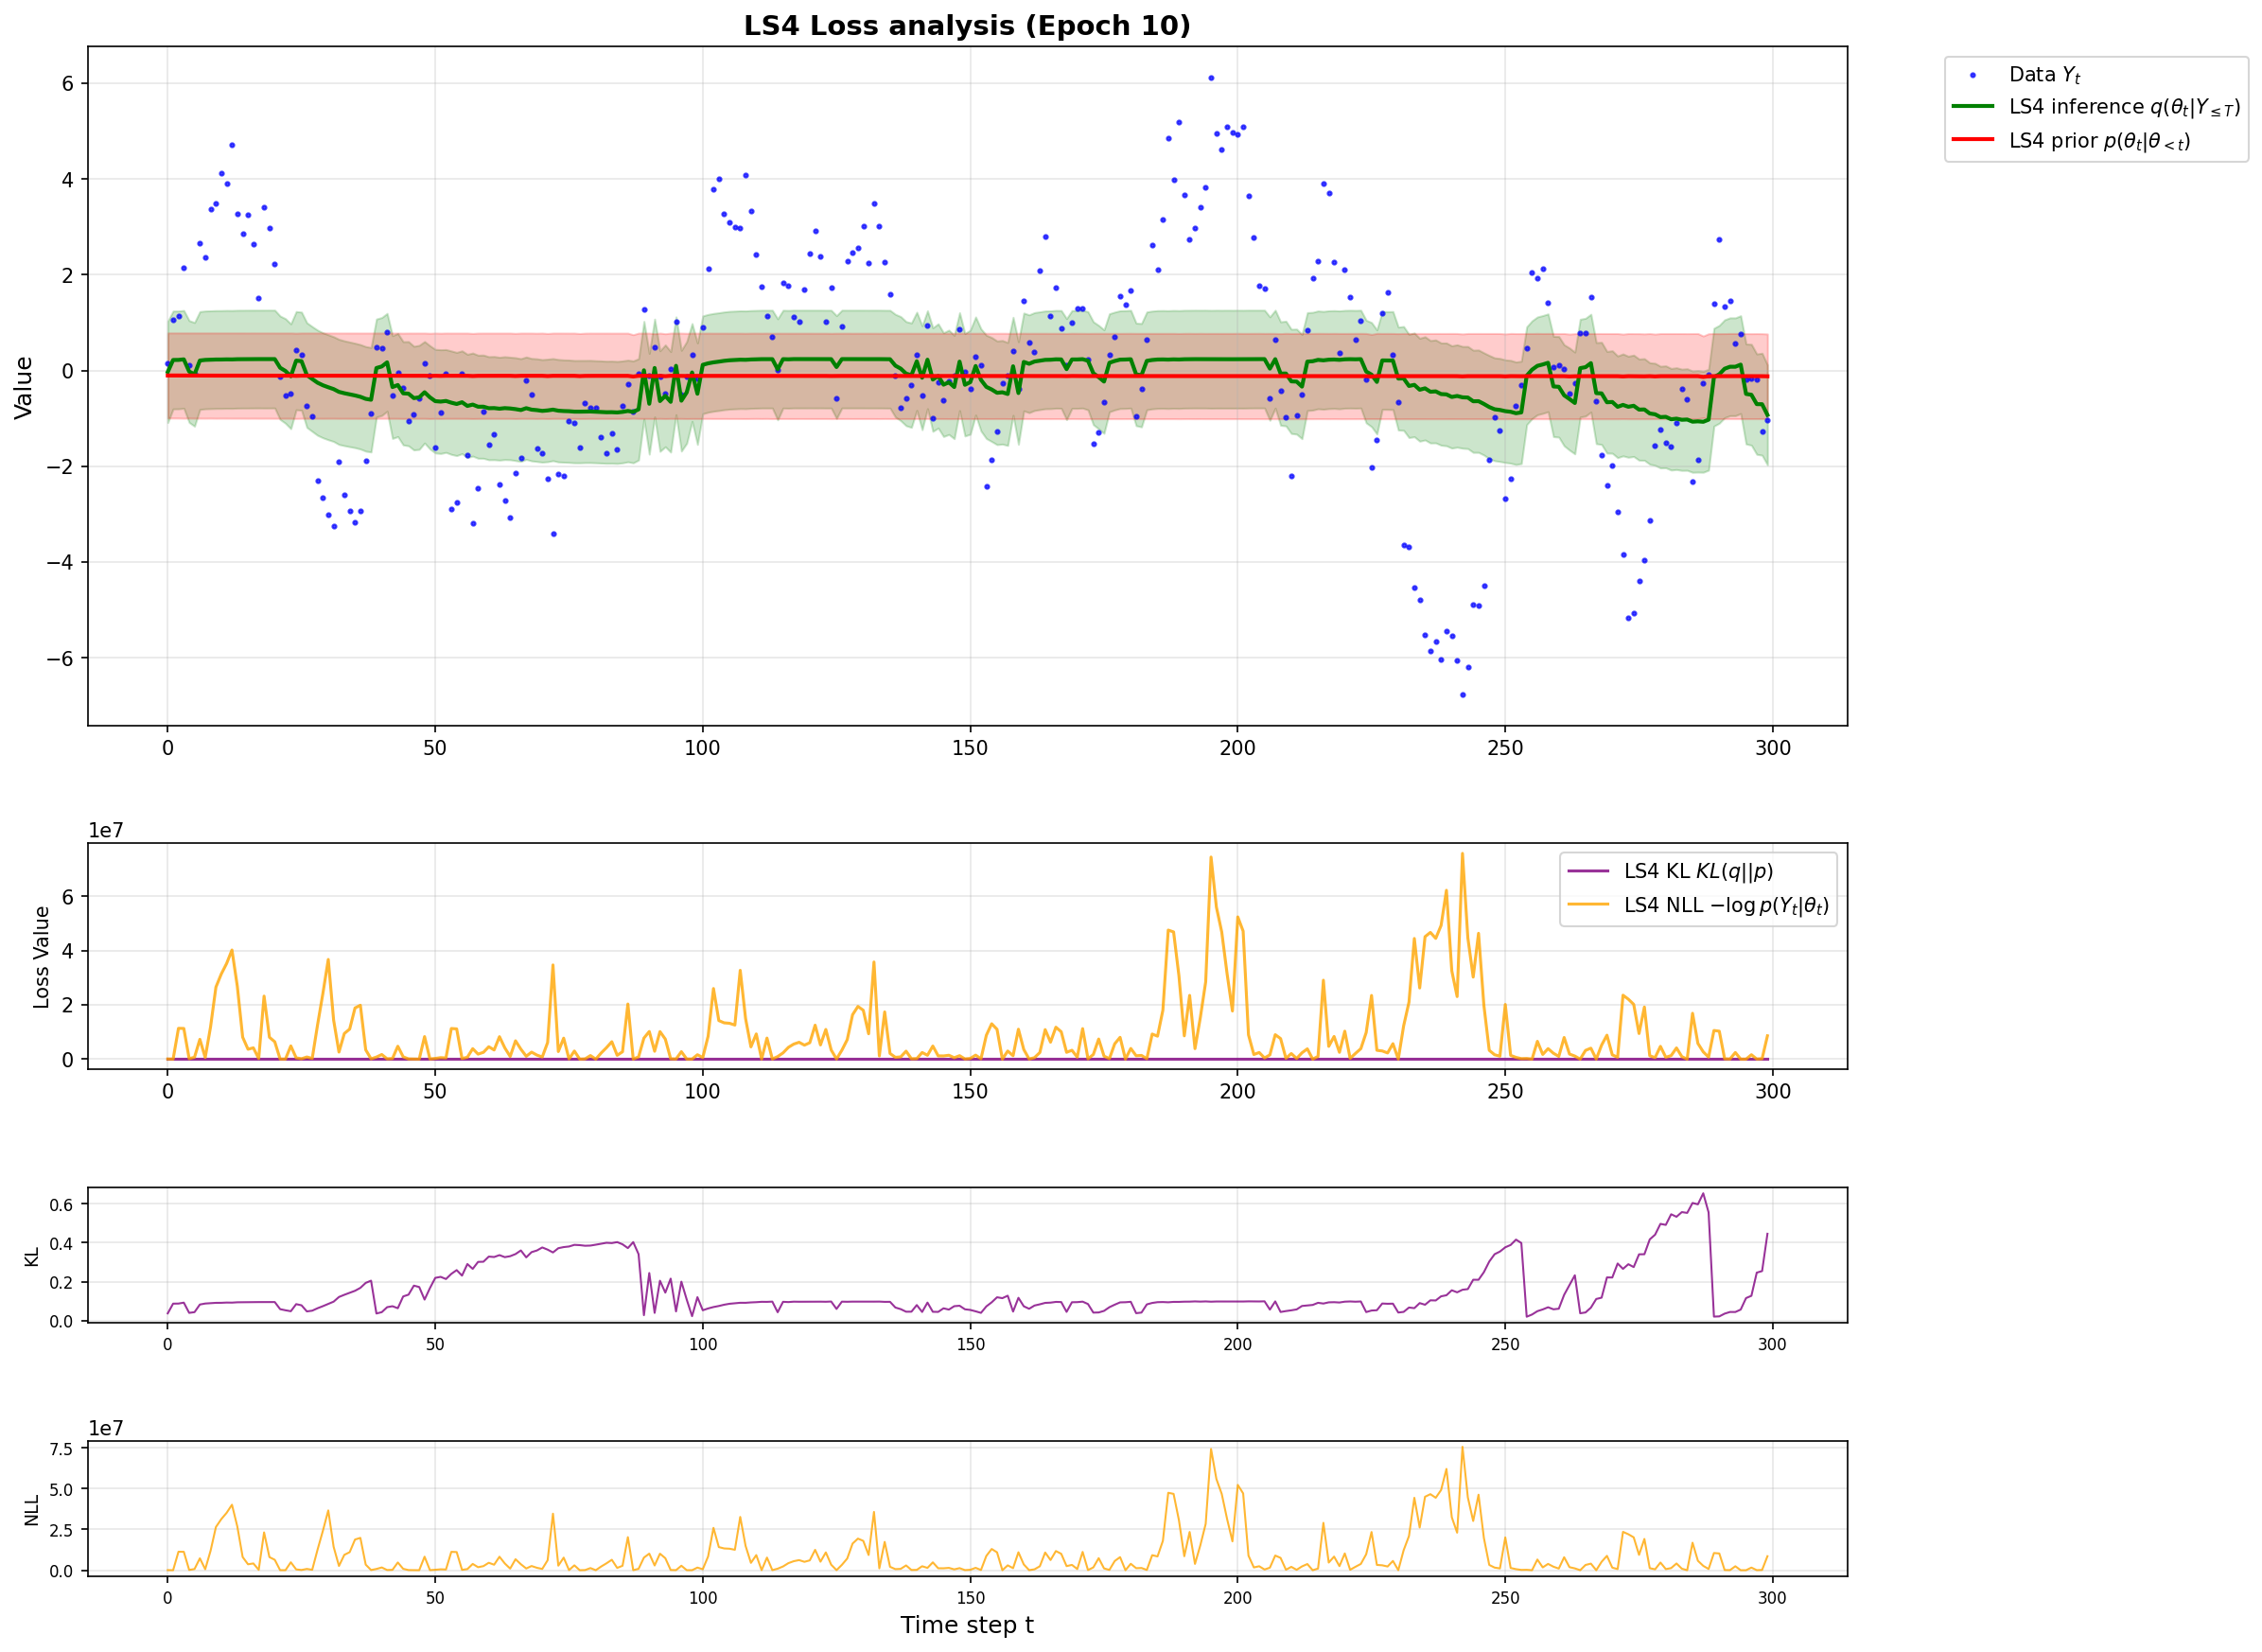 LS4 Loss analysis (Epoch 10)
Value
6
4
2
0
−2
−4
−6
0 50 100 150 200 250 300
Data Y_t
LS4 inference q(θ_t|Y_{≤T})
LS4 prior p(θ_t|θ_{<t})
1e7
Loss Value
6
4
2
0
LS4 KL KL(q||p)
LS4 NLL −log p(Y_t|θ_t)
0 50 100 150 200 250 300
KL
0.6
0.4
0.2
0.0
0 50 100 150 200 250 300
1e7
NLL
7.5
5.0
2.5
0.0
0 50 100 150 200 250 300
Time step t